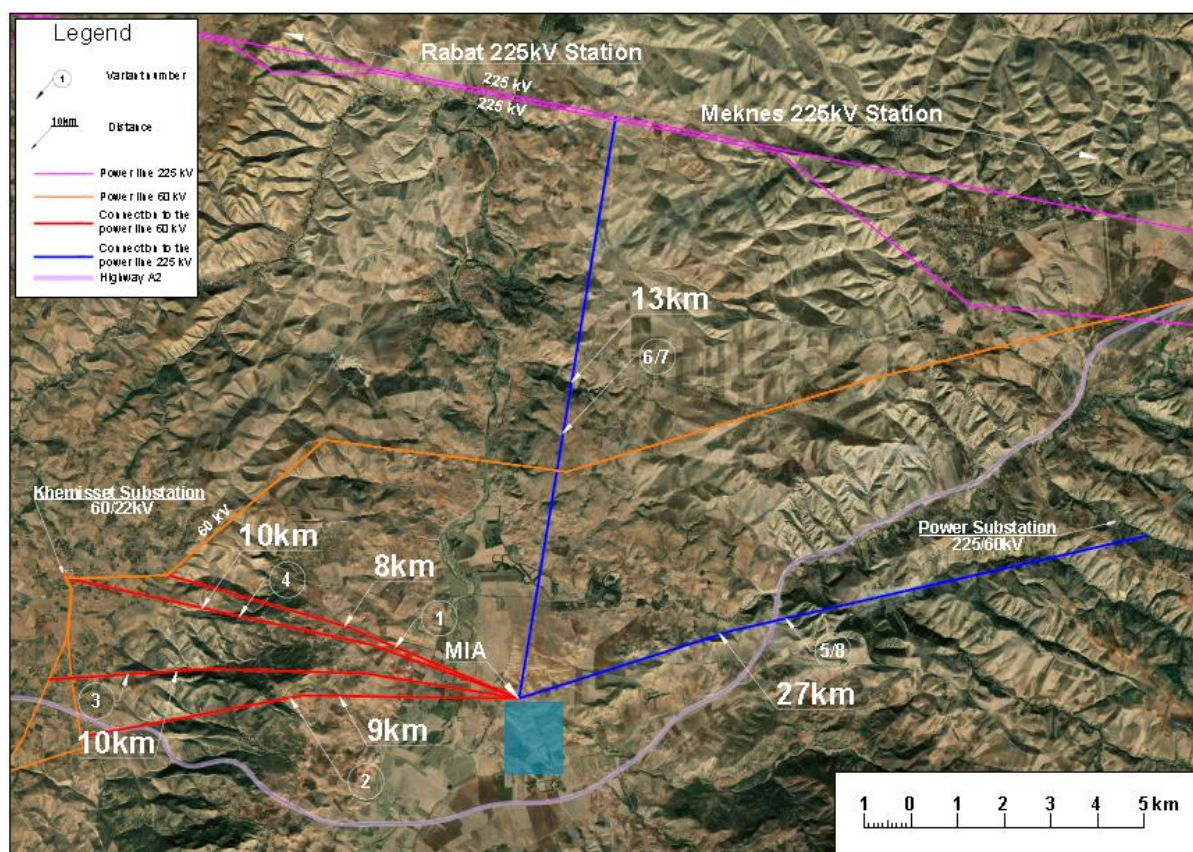 Legend
1
Variant number
10km
Distance
Power line 225 kV
Power line 60 kV
Connection to the
power line 60 kV
Connection to the
power line 225 kV
Highway A2
Rabat 225kV Station
225 kV
225 kV
Meknes 225kV Station
13km
6/7
Khemisset Substation
60/22kV
60 kV
10km
4
8km
1
MIA
Power Substation
225/60kV
5/8
27km
3
10km
9km
2
1 0 1 2 3 4 5 km